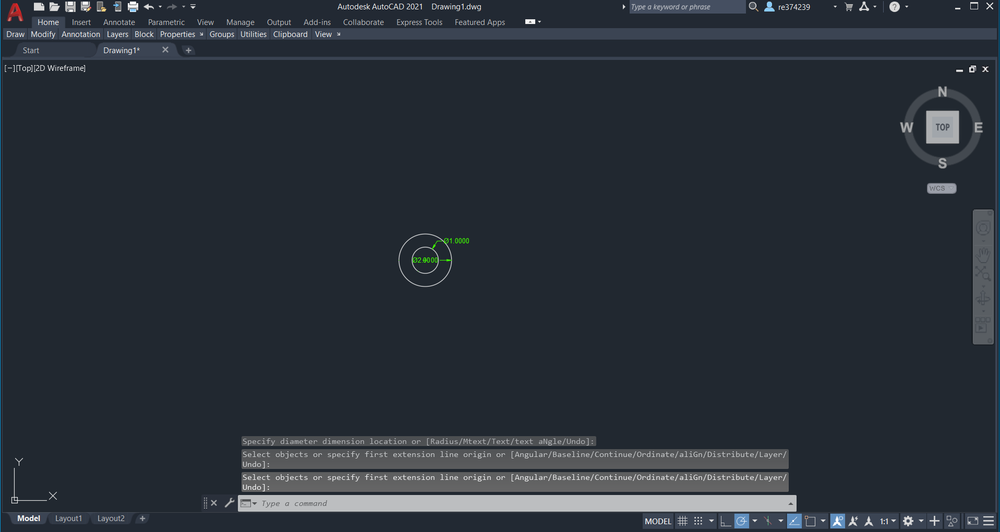 Autodesk AutoCAD 2021 Drawing1.dwg
Type a keyword or phrase
re374239
Home Insert Annotate Parametric View Manage Output Add-ins Collaborate Express Tools Featured Apps
Draw Modify Annotation Layers Block Properties Groups Utilities Clipboard View
Start Drawing1*
[−][Top][2D Wireframe]
N
W TOP E
S
WCS
Ø1.0000
Ø2.0000
Specify diameter dimension location or [Radius/Mtext/Text/text aNgle/Undo]:
Select objects or specify first extension line origin or [Angular/Baseline/Continue/Ordinate/aliGn/Distribute/Layer/
Undo]:
Select objects or specify first extension line origin or [Angular/Baseline/Continue/Ordinate/aliGn/Distribute/Layer/
Undo]:
Y
X
Type a command
Model Layout1 Layout2
MODEL 1:1